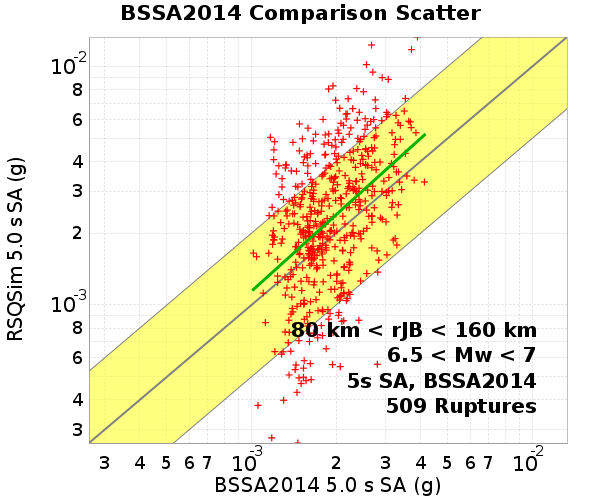 BSSA2014 Comparison Scatter
RSQSim 5.0 s SA (g)
10-2
8
6
4
3
2
10-3
8
6
4
3
80 km < rJB < 160 km
6.5 < Mw < 7
5s SA, BSSA2014
509 Ruptures
3 4 5 6 7 10-3 2 3 4 5 6 7 10-2
BSSA2014 5.0 s SA (g)